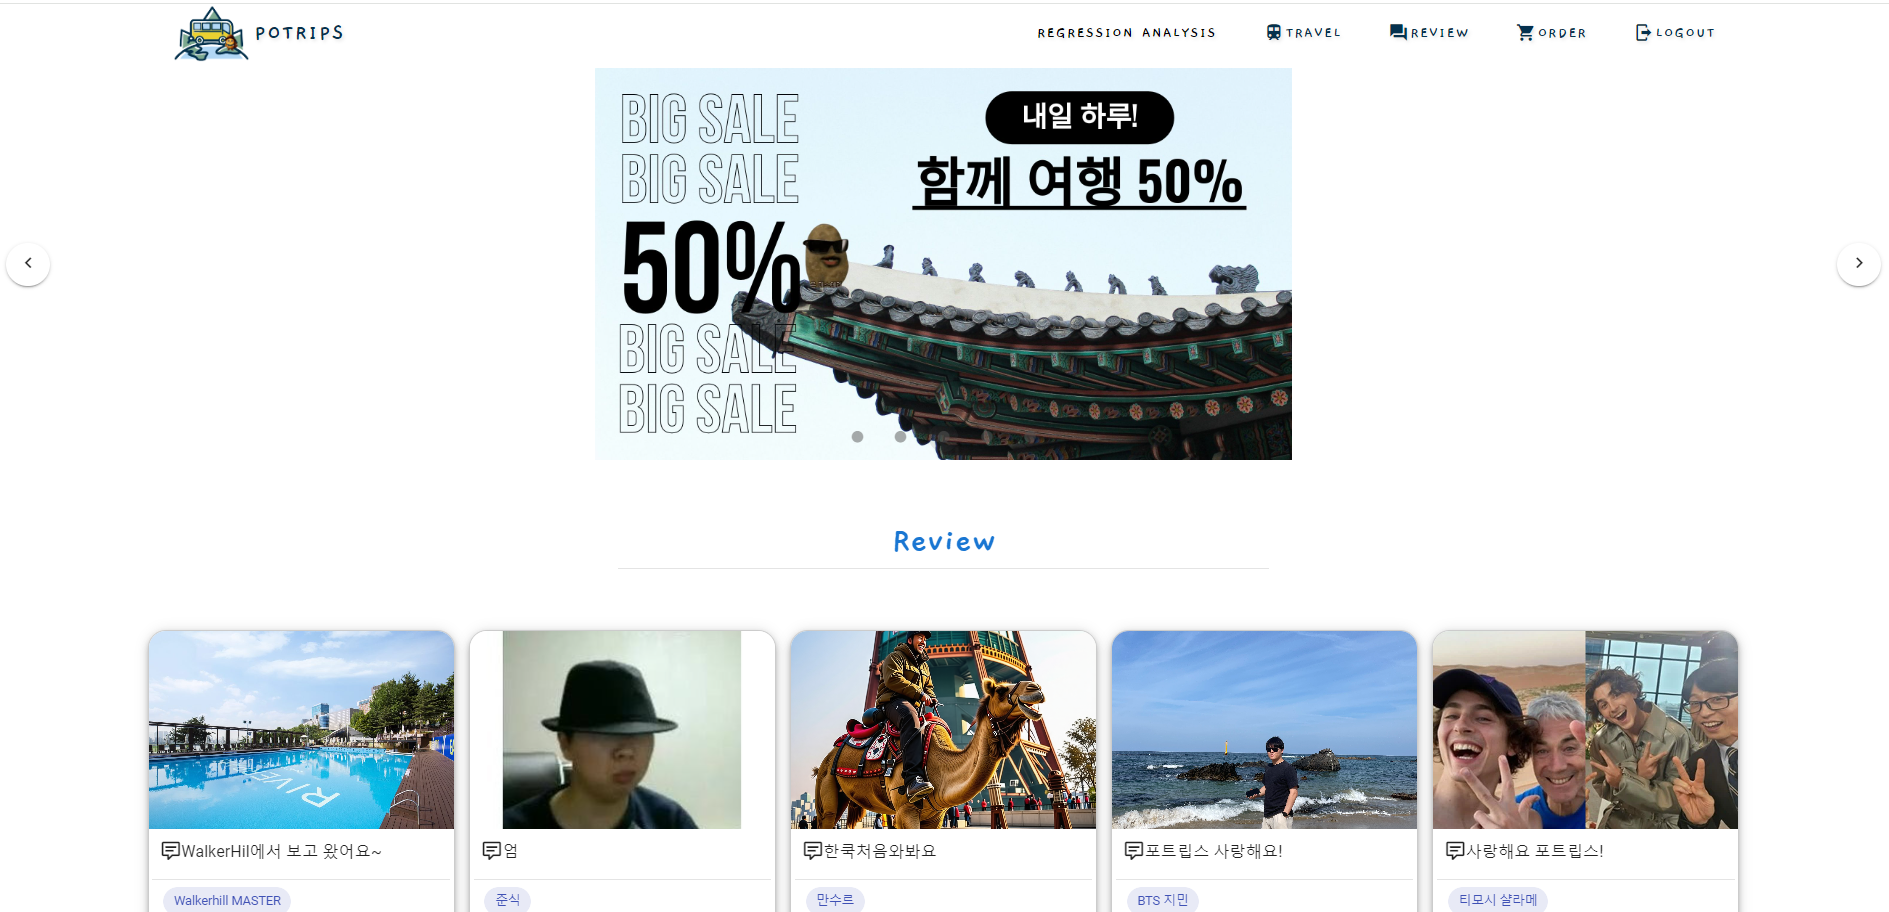 POTRIPS
REGRESSION ANALYSIS
TRAVEL
REVIEW
ORDER
LOGOUT
BIG SALE
BIG SALE
50%
BIG SALE
BIG SALE
내일 하루!
함께 여행 50%
Review
RIVE
WalkerHil에서 보고 왔어요~
Walkerhill MASTER
엄
준식
한쿡처음와봐요
만수르
포트립스 사랑해요!
BTS 지민
사랑해요 포트립스!
티모시 샬라메